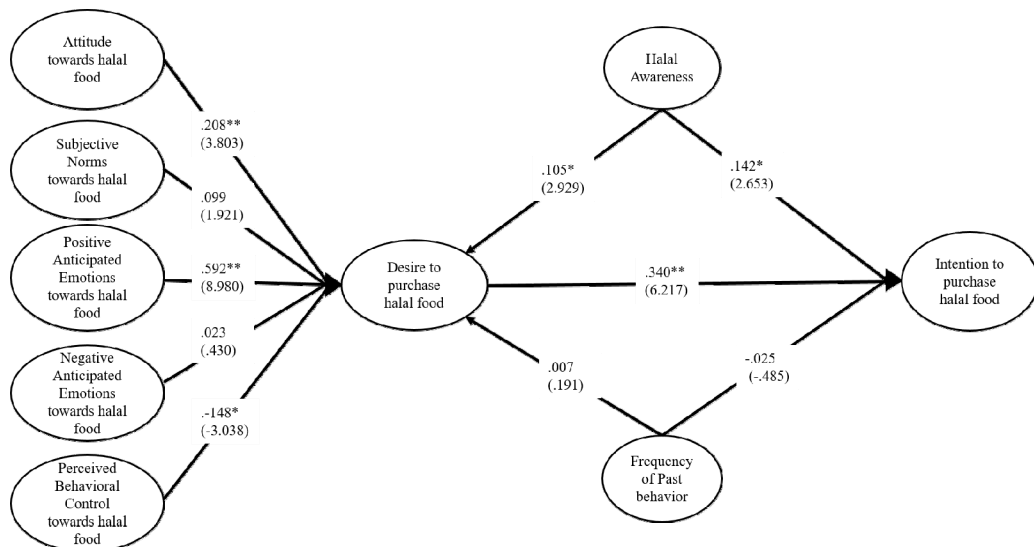 Attitude
towards halal
food
Subjective
Norms
towards halal
food
Positive
Anticipated
Emotions
towards halal
food
Negative
Anticipated
Emotions
towards halal
food
Perceived
Behavioral
Control
towards halal
food
.208**
(3.803)
.099
(1.921)
.592**
(8.980)
.023
(.430)
.-148*
(-3.038)
Desire to
purchase
halal food
Halal
Awareness
.105*
(2.929)
.142*
(2.653)
.340**
(6.217)
.007
(.191)
-.025
(-.485)
Frequency
of Past
behavior
Intention to
purchase
halal food